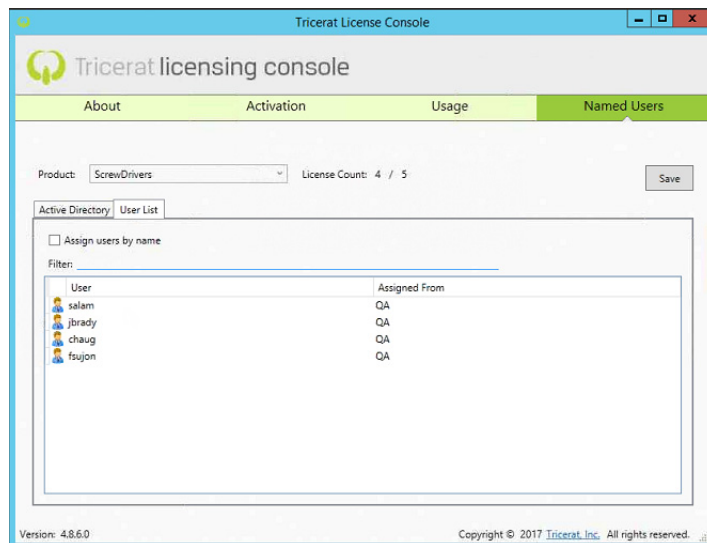 Tricerat License Console
Tricerat licensing console
About Activation Usage Named Users
Product: ScrewDrivers License Count: 4 / 5 Save
Active Directory User List
Assign users by name
Filter:
User Assigned From
salam QA
jbrady QA
chaug QA
fsujon QA
Version: 4.8.6.0 Copyright © 2017 Tricerat, Inc. All rights reserved.